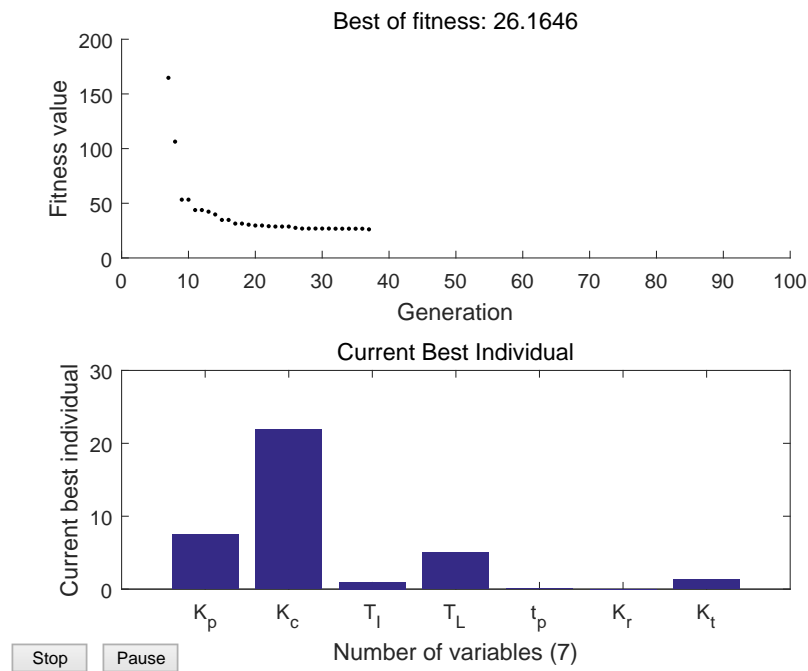 Best of fitness: 26.1646
200
150
100
50
0
Fitness value
0 10 20 30 40 50 60 70 80 90 100
Generation
Current Best Individual
30
20
10
0
Current best individual
K_p K_c T_I T_L t_p K_r K_t
Number of variables (7)
Stop Pause